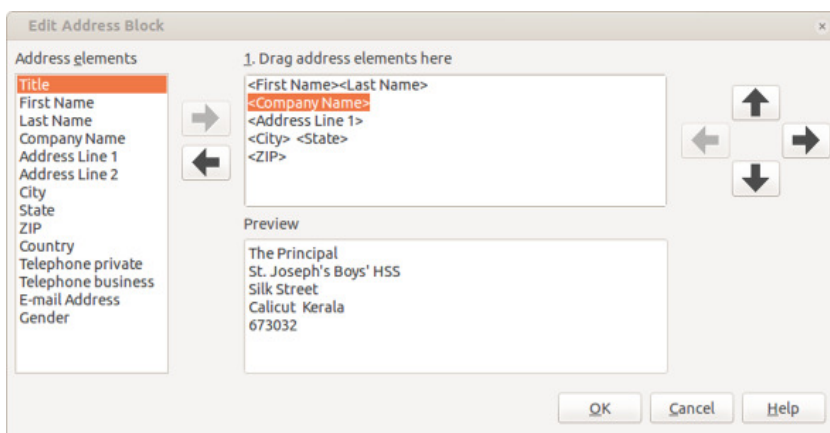 Edit Address Block
Address elements
Title
First Name
Last Name
Company Name
Address Line 1
Address Line 2
City
State
ZIP
Country
Telephone private
Telephone business
E-mail Address
Gender
1. Drag address elements here
<First Name><Last Name>
<Company Name>
<Address Line 1>
<City> <State>
<ZIP>
Preview
The Principal
St. Joseph's Boys' HSS
Silk Street
Calicut Kerala
673032
OK Cancel Help